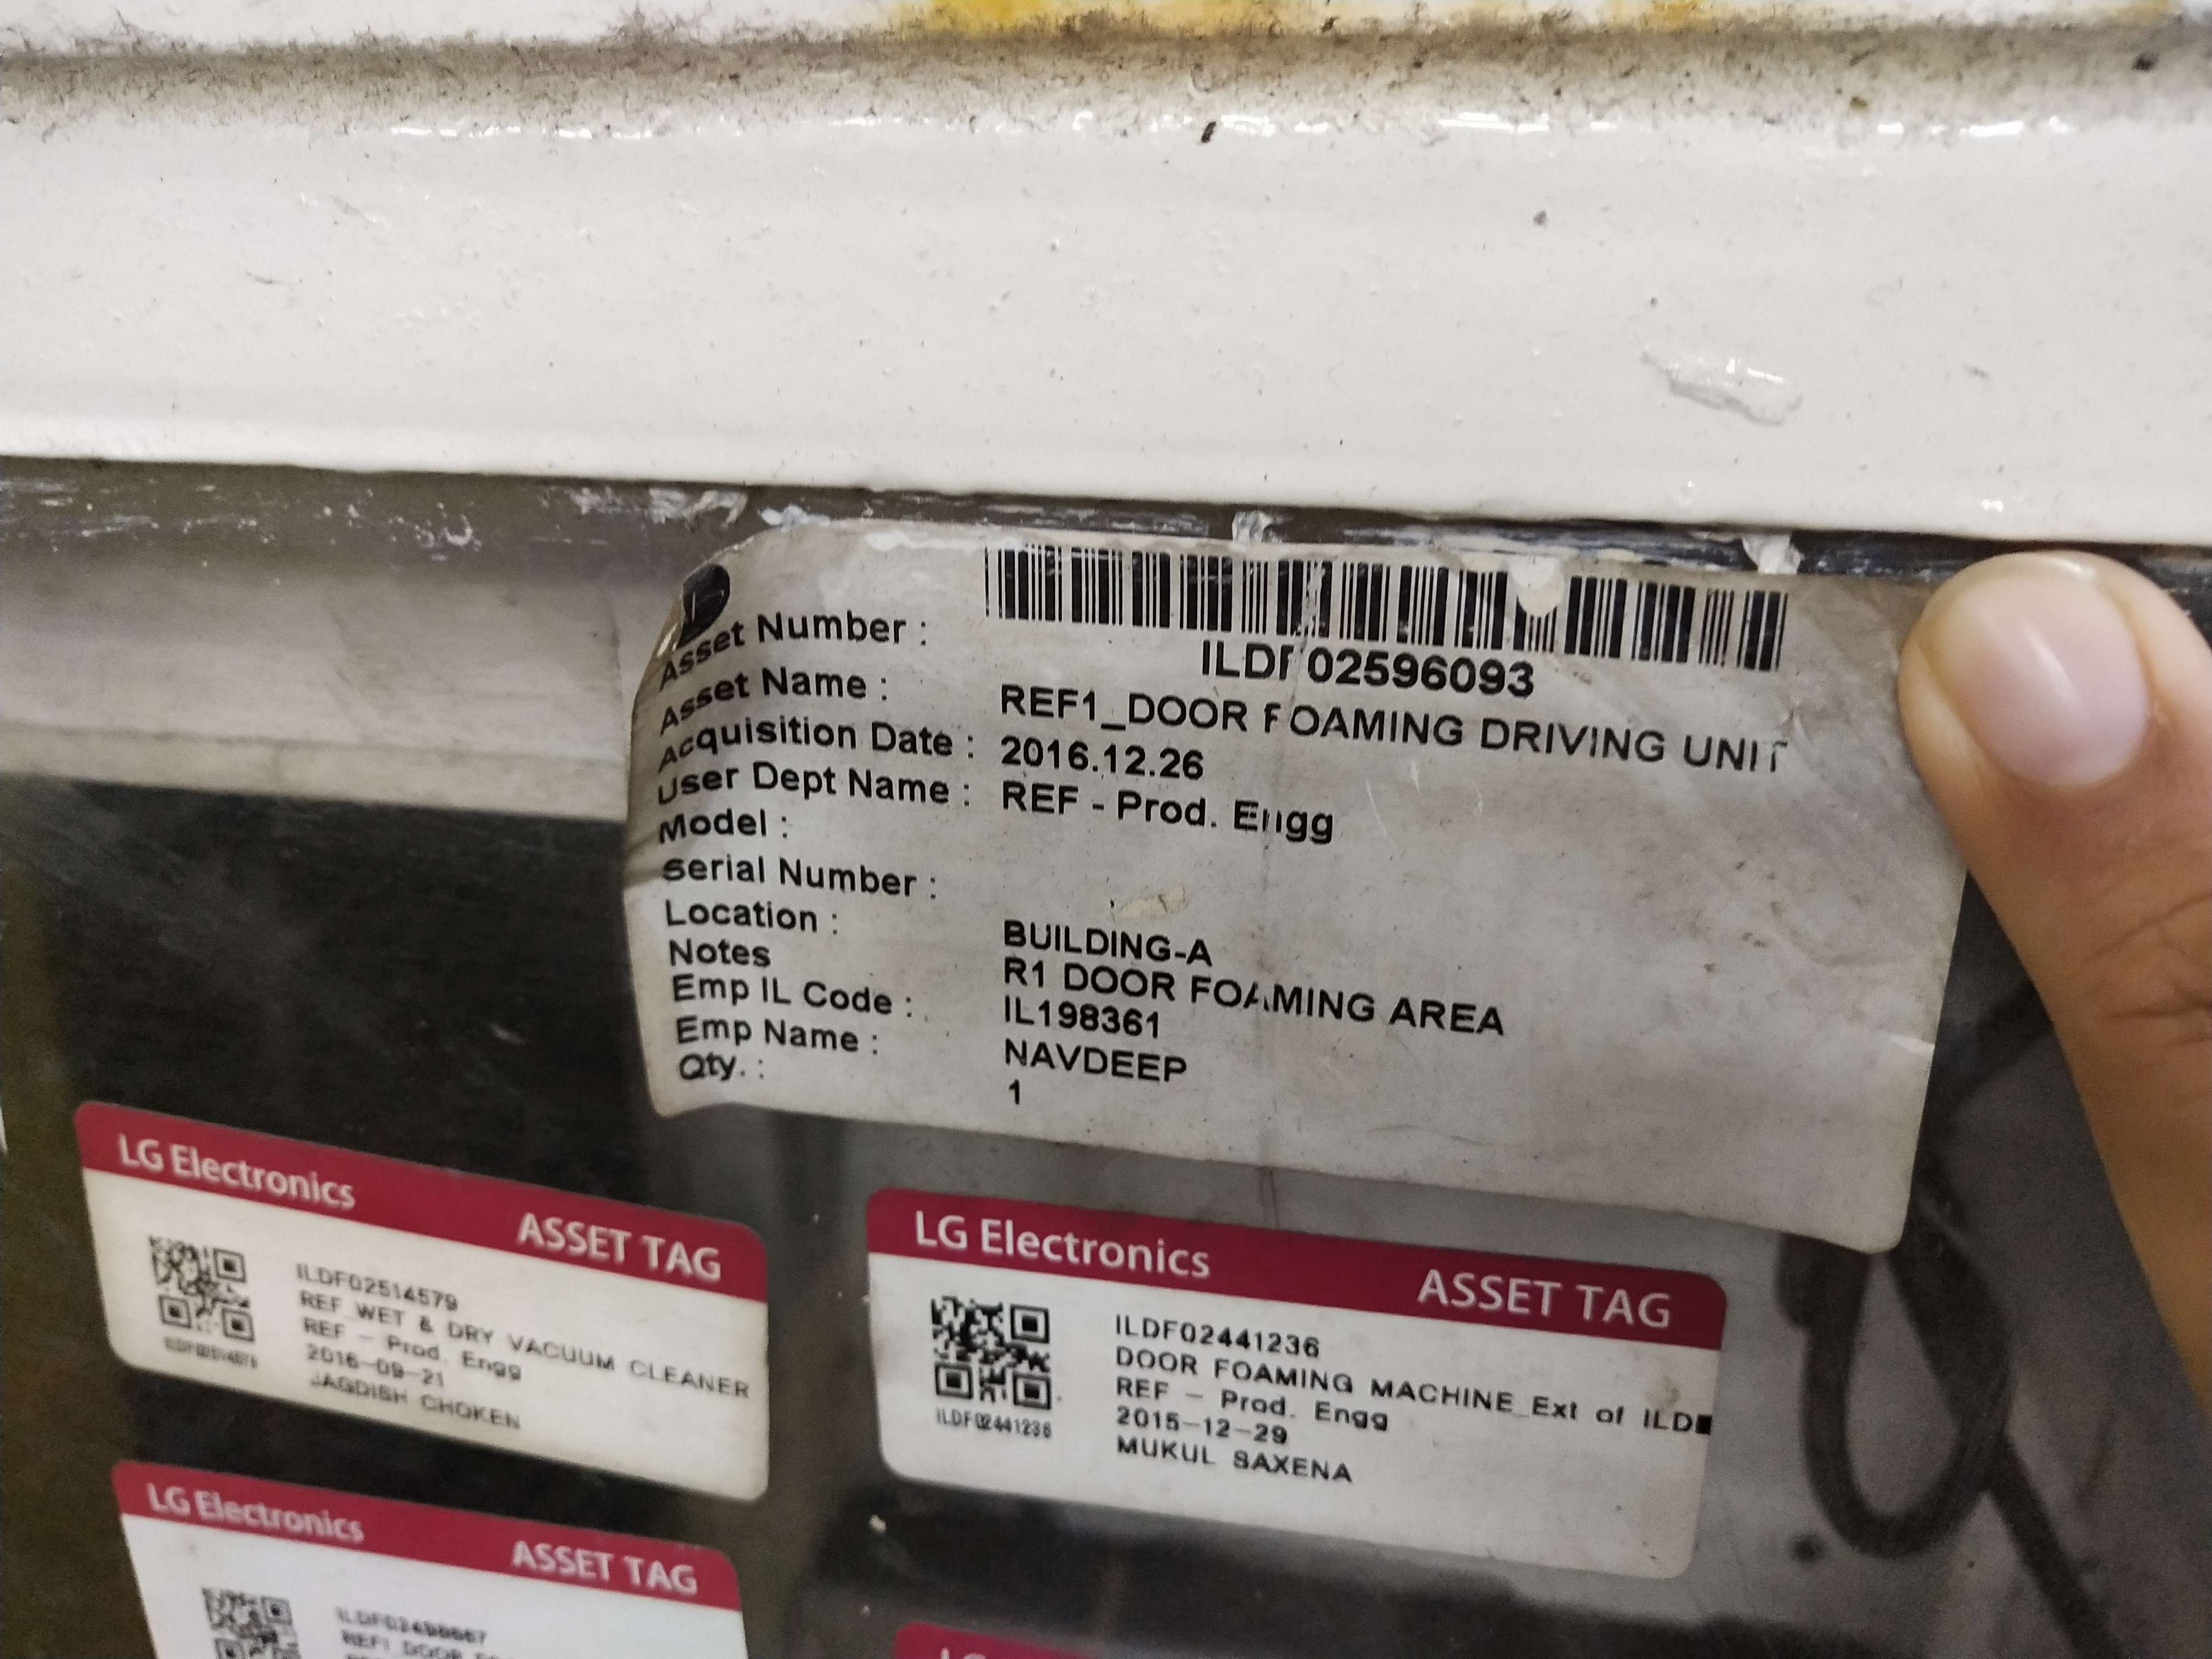 Asset Number :
ILDF02596093
Asset Name : REF1_DOOR FOAMING DRIVING UNIT
Acquisition Date : 2016.12.26
User Dept Name : REF - Prod. Engg
Model :
Serial Number :
Location : BUILDING-A
Notes R1 DOOR FOAMING AREA
Emp IL Code : IL198361
Emp Name : NAVDEEP
Qty. : 1
LG Electronics
ASSET TAG
ILDF02514579
REF WET & DRY VACUUM CLEANER
REF - Prod. Engg
2016-09-21
JAGDISH CHOKEN
LG Electronics
ASSET TAG
ILDF02441236
DOOR FOAMING MACHINE_Ext of ILD
REF - Prod. Engg
2015-12-29
MUKUL SAXENA
ILDF02441236
LG Electronics
ASSET TAG
REF1 DOOR
LG